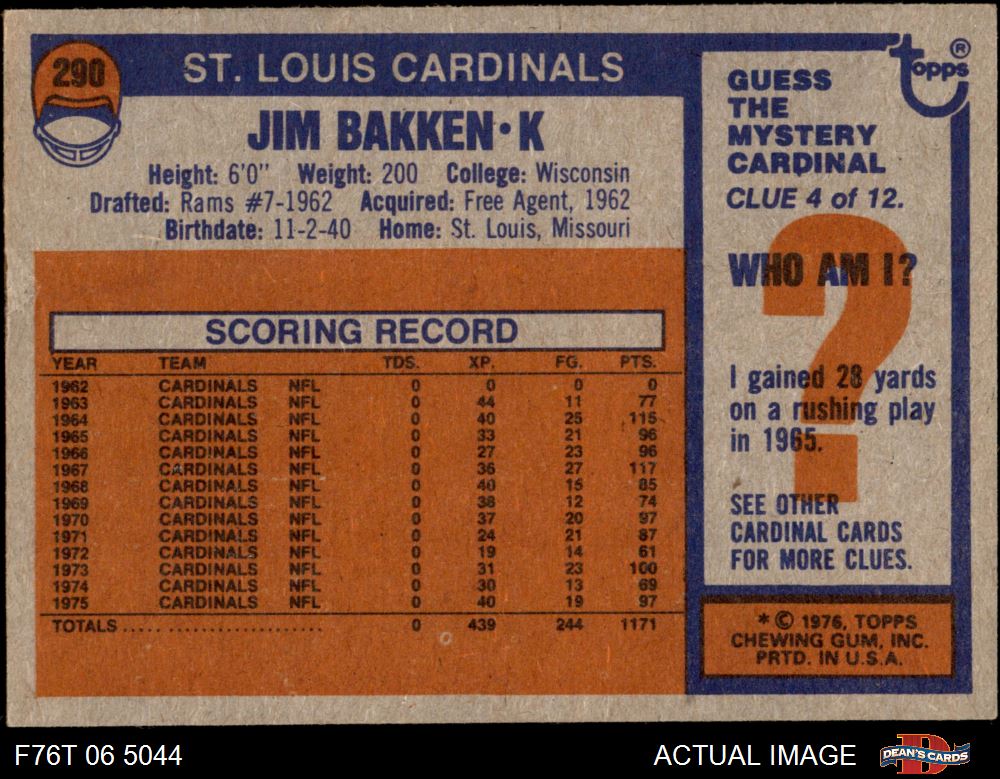 290
ST. LOUIS CARDINALS
JIM BAKKEN • K
Height: 6'0" Weight: 200 College: Wisconsin
Drafted: Rams #7-1962 Acquired: Free Agent, 1962
Birthdate: 11-2-40 Home: St. Louis, Missouri
SCORING RECORD
YEAR TEAM TDS. XP. FG. PTS.
1962 CARDINALS NFL 0 0 0 0
1963 CARDINALS NFL 0 44 11 77
1964 CARDINALS NFL 0 40 25 115
1965 CARDINALS NFL 0 33 21 96
1966 CARDINALS NFL 0 27 23 96
1967 CARDINALS NFL 0 36 27 117
1968 CARDINALS NFL 0 40 15 85
1969 CARDINALS NFL 0 38 12 74
1970 CARDINALS NFL 0 37 20 97
1971 CARDINALS NFL 0 24 21 87
1972 CARDINALS NFL 0 19 14 61
1973 CARDINALS NFL 0 31 23 100
1974 CARDINALS NFL 0 30 13 69
1975 CARDINALS NFL 0 40 19 97
TOTALS ..... .................... 0 439 244 1171
topps ®
GUESS
THE
MYSTERY
CARDINAL
CLUE 4 of 12.
WHO AM I?
?
I gained 28 yards
on a rushing play
in 1965.
SEE OTHER
CARDINAL CARDS
FOR MORE CLUES.
* © 1976, TOPPS
CHEWING GUM, INC.
PRTD. IN U.S.A.
F76T 06 5044
ACTUAL IMAGE
D
DEAN'S CARDS